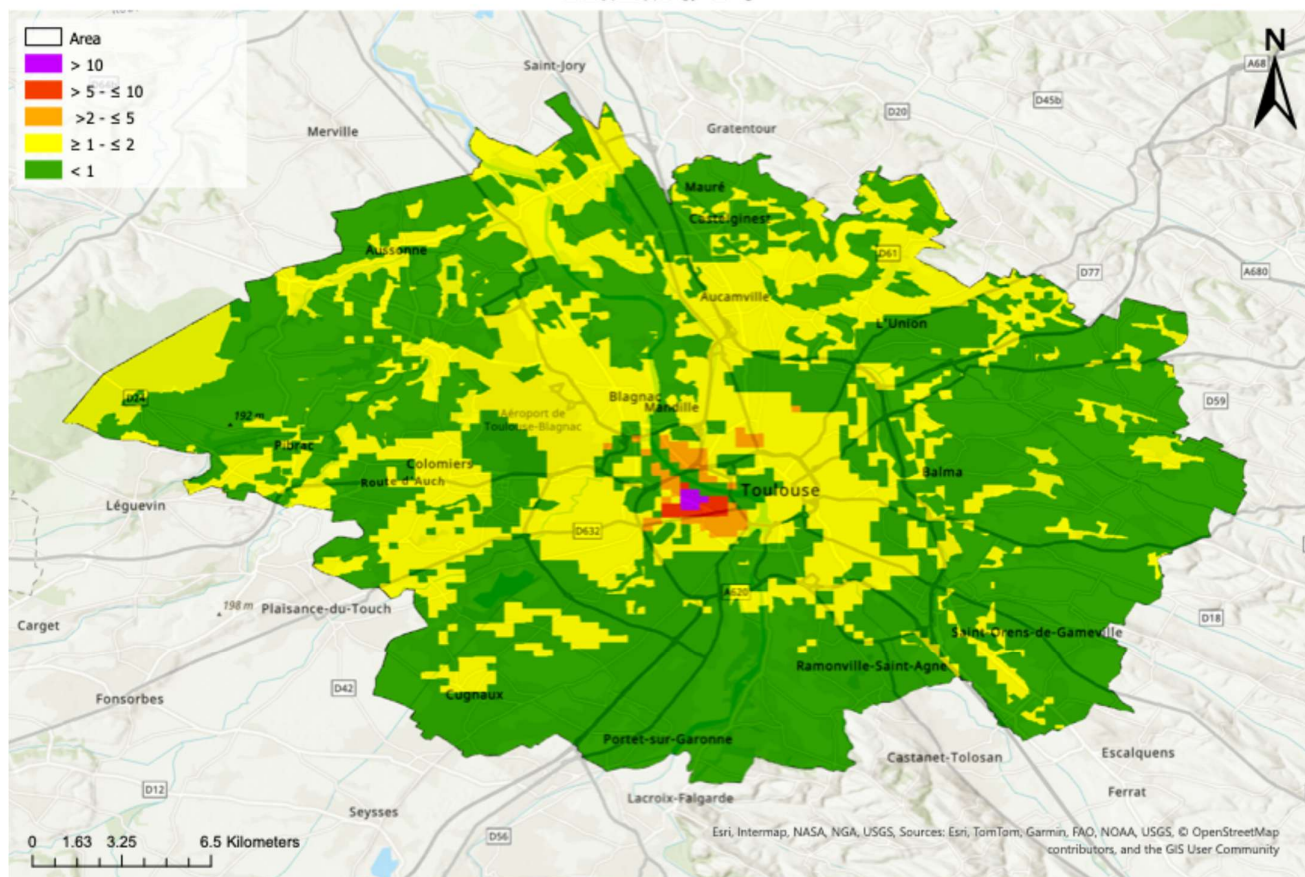 Area
> 10
> 5 - ≤ 10
>2 - ≤ 5
≥ 1 - ≤ 2
< 1
N
Saint-Jory
A68
D45b
D20
Merville
Gratentour
Mauré
Castelginest
Aussonne
D61
D77
A680
Aucamville
L'Union
D24
192 m
Blagnac
Mandille
Aéroport de
Toulouse-Blagnac
D59
Pibrac
Colomiers
Route d'Auch
Balma
Toulouse
Léguevin
D632
A620
198 m
Plaisance-du-Touch
D18
Carget
Saint-Orens-de-Gameville
Ramonville-Saint-Agne
D42
Cugnaux
Fonsorbes
Portet-sur-Garonne
Castanet-Tolosan
Escalquens
D12
Ferrat
Lacroix-Falgarde
Seysses
D56
0 1.63 3.25 6.5 Kilometers
Esri, Intermap, NASA, NGA, USGS, Sources: Esri, TomTom, Garmin, FAO, NOAA, USGS, © OpenStreetMap
contributors, and the GIS User Community